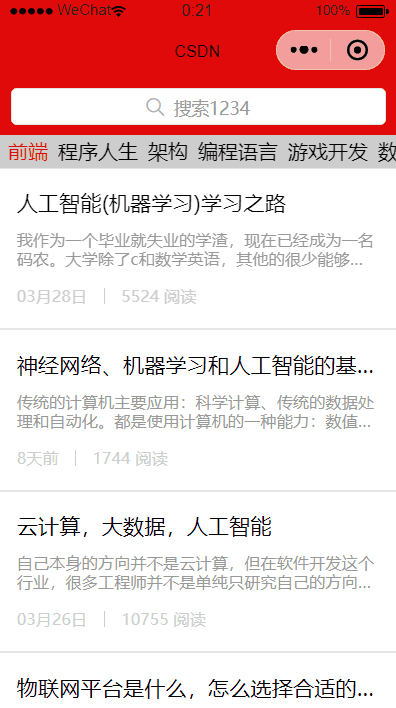 WeChat 0:21 100%
CSDN
搜索1234
前端 程序人生 架构 编程语言 游戏开发 数
人工智能(机器学习)学习之路
我作为一个毕业就失业的学渣，现在已经成为一名
码农。大学除了c和数学英语，其他的很少能够...
03月28日 | 5524 阅读
神经网络、机器学习和人工智能的基...
传统的计算机主要应用：科学计算、传统的数据处
理和自动化。都是使用计算机的一种能力：数值...
8天前 | 1744 阅读
云计算，大数据，人工智能
自己本身的方向并不是云计算，但在软件开发这个
行业，很多工程师并不是单纯只研究自己的方向...
03月26日 | 10755 阅读
物联网平台是什么，怎么选择合适的...